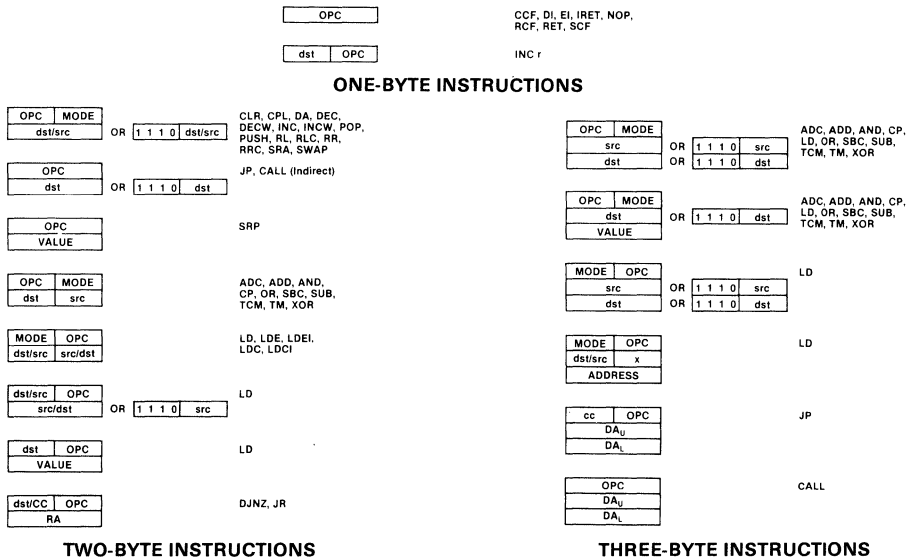 OPC
CCF, DI, EI, IRET, NOP,
RCF, RET, SCF
dst OPC
INC r
ONE-BYTE INSTRUCTIONS
OPC MODE
dst/src OR 1 1 1 0 dst/src
CLR, CPL, DA, DEC,
DECW, INC, INCW, POP,
PUSH, RL, RLC, RR,
RRC, SRA, SWAP
OPC
dst OR 1 1 1 0 dst
JP, CALL (Indirect)
OPC
VALUE
SRP
OPC MODE
dst src
ADC, ADD, AND,
CP, OR, SBC, SUB,
TCM, TM, XOR
MODE OPC
dst/src src/dst
LD, LDE, LDEI,
LDC, LDCI
dst/src OPC
src/dst OR 1 1 1 0 src
LD
dst OPC
VALUE
LD
dst/CC OPC
RA
DJNZ, JR
TWO-BYTE INSTRUCTIONS
OPC MODE
src OR 1 1 1 0 src
dst OR 1 1 1 0 dst
ADC, ADD, AND, CP,
LD, OR, SBC, SUB,
TCM, TM, XOR
OPC MODE
dst OR 1 1 1 0 dst
VALUE
ADC, ADD, AND, CP,
LD, OR, SBC, SUB,
TCM, TM, XOR
MODE OPC
src OR 1 1 1 0 src
dst OR 1 1 1 0 dst
LD
MODE OPC
dst/src x
ADDRESS
LD
cc OPC
DAU
DAL
JP
OPC
DAU
DAL
CALL
THREE-BYTE INSTRUCTIONS